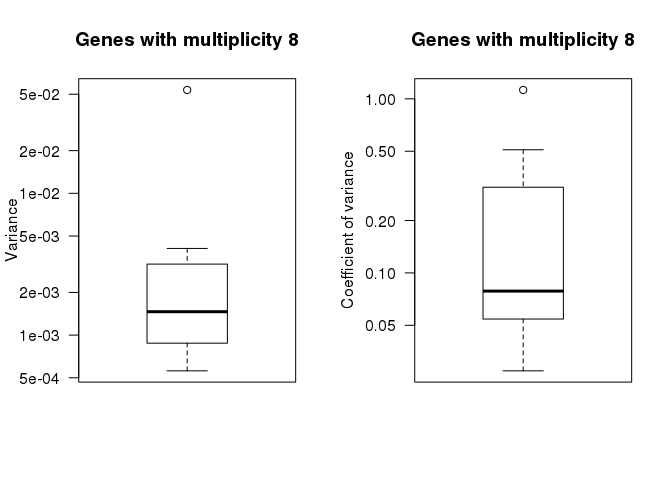 Genes with multiplicity 8
Variance
5e-02
2e-02
1e-02
5e-03
2e-03
1e-03
5e-04
Genes with multiplicity 8
Coefficient of variance
1.00
0.50
0.20
0.10
0.05